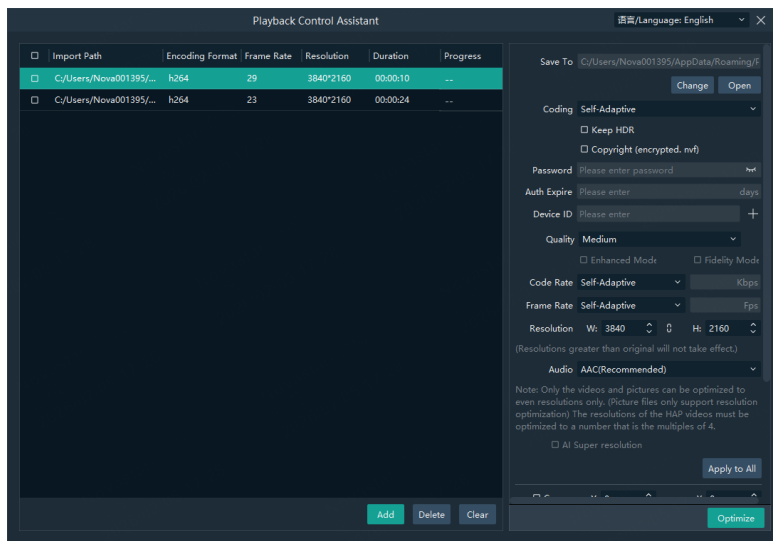 Playback Control Assistant
语言/Language: English
Import Path Encoding Format Frame Rate Resolution Duration Progress
C:/Users/Nova001395/... h264 29 3840*2160 00:00:10 --
C:/Users/Nova001395/... h264 23 3840*2160 00:00:24 --
Add Delete Clear
Save To C:/Users/Nova001395/AppData/Roaming/
Change Open
Coding Self-Adaptive
Keep HDR
Copyright (encrypted. nvf)
Password Please enter password
Auth Expire Please enter days
Device ID Please enter
Quality Medium
Enhanced Mode Fidelity Mode
Code Rate Self-Adaptive Kbps
Frame Rate Self-Adaptive Fps
Resolution W: 3840 H: 2160
(Resolutions greater than original will not take effect.)
Audio AAC(Recommended)
Note: Only the videos and pictures can be optimized to
even resolutions only. (Picture files only support resolution
optimization) The resolutions of the HAP videos must be
optimized to a number that is the multiples of 4.
AI Super resolution
Apply to All
Optimize